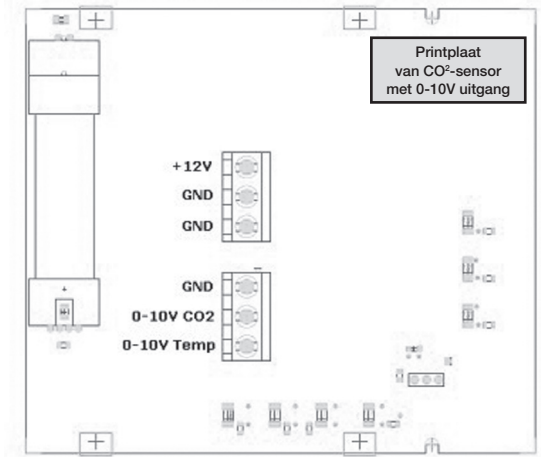 Printplaat
van CO²-sensor
met 0-10V uitgang
+12V
GND
GND
GND
0-10V CO2
0-10V Temp